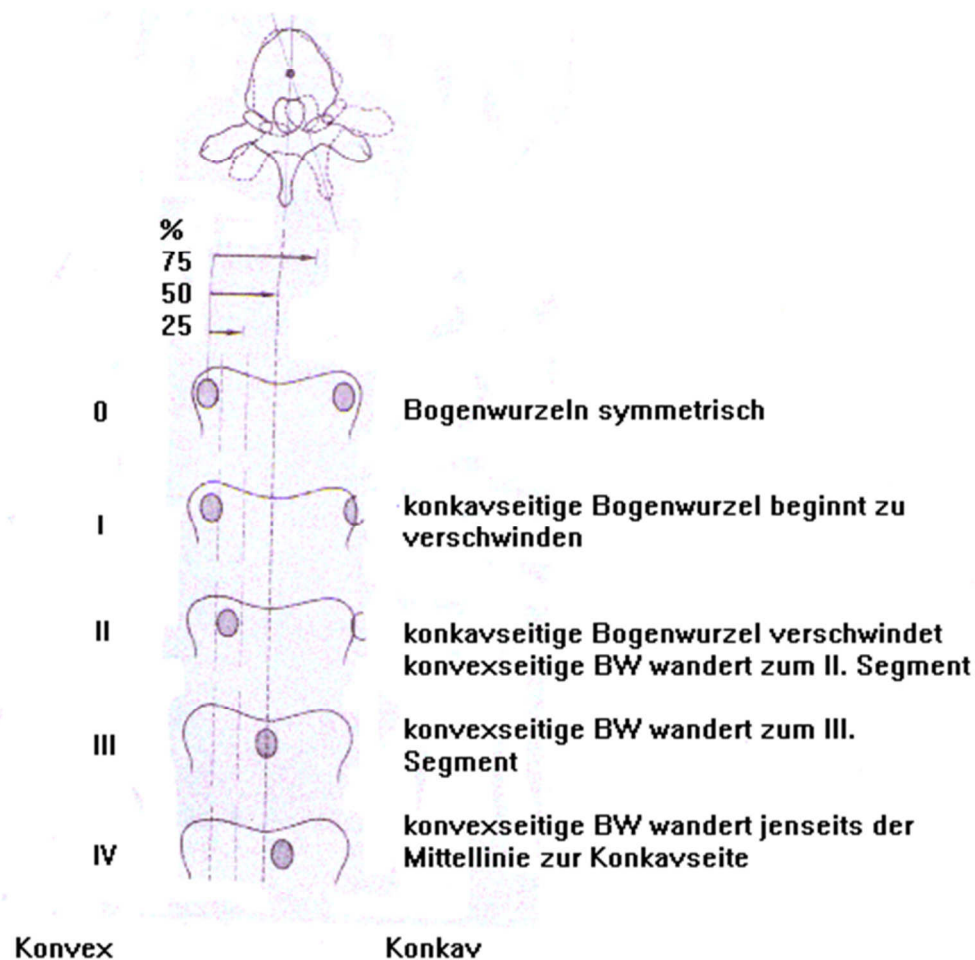 %
75
50
25
0
Bogenwurzeln symmetrisch
I
konkavseitige Bogenwurzel beginnt zu
verschwinden
II
konkavseitige Bogenwurzel verschwindet
konvexseitige BW wandert zum II. Segment
III
konvexseitige BW wandert zum III.
Segment
IV
konvexseitige BW wandert jenseits der
Mittellinie zur Konkavseite
Konvex
Konkav